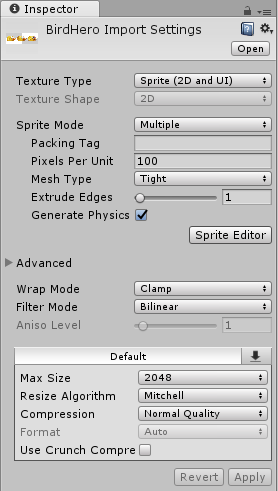 Inspector
BirdHero Import Settings
Open
Texture Type Sprite (2D and UI)
Texture Shape 2D
Sprite Mode Multiple
Packing Tag
Pixels Per Unit 100
Mesh Type Tight
Extrude Edges 1
Generate Physics
Sprite Editor
Advanced
Wrap Mode Clamp
Filter Mode Bilinear
Aniso Level 1
Default
Max Size 2048
Resize Algorithm Mitchell
Compression Normal Quality
Format Auto
Use Crunch Compre
Revert Apply